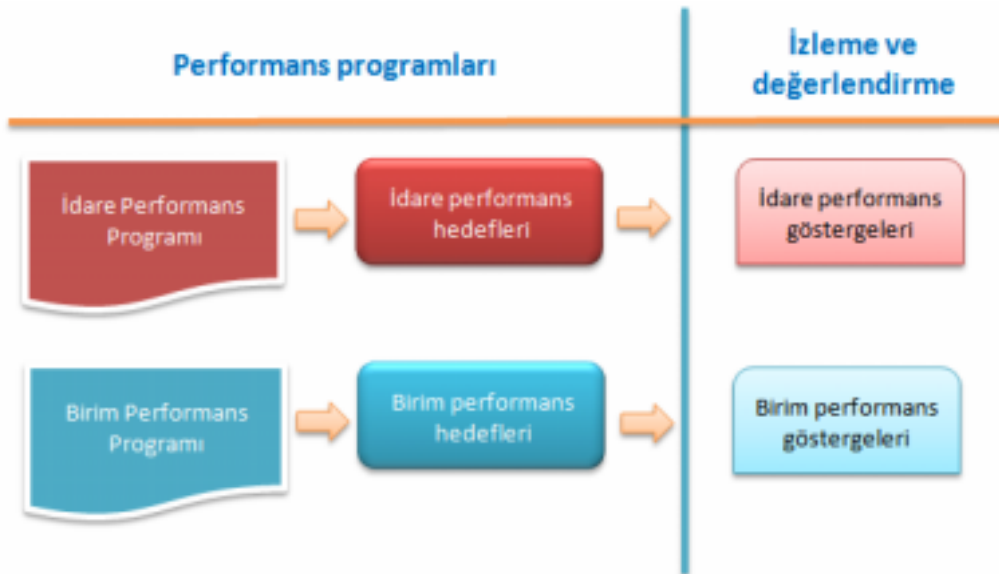 Performans programları
İzleme ve
değerlendirme
İdare Performans
Programı
İdare performans
hedefleri
İdare performans
göstergeleri
Birim Performans
Programı
Birim performans
hedefleri
Birim performans
göstergeleri